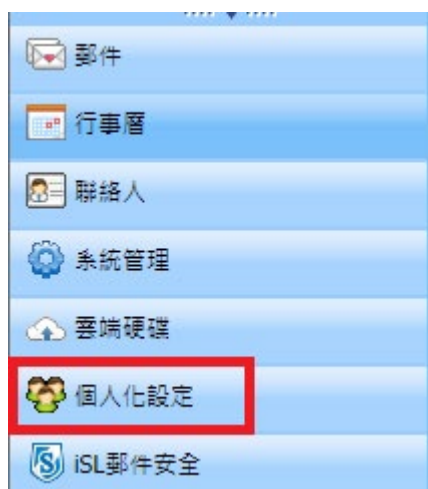 郵件
行事曆
聯絡人
系統管理
雲端硬碟
個人化設定
iSL郵件安全